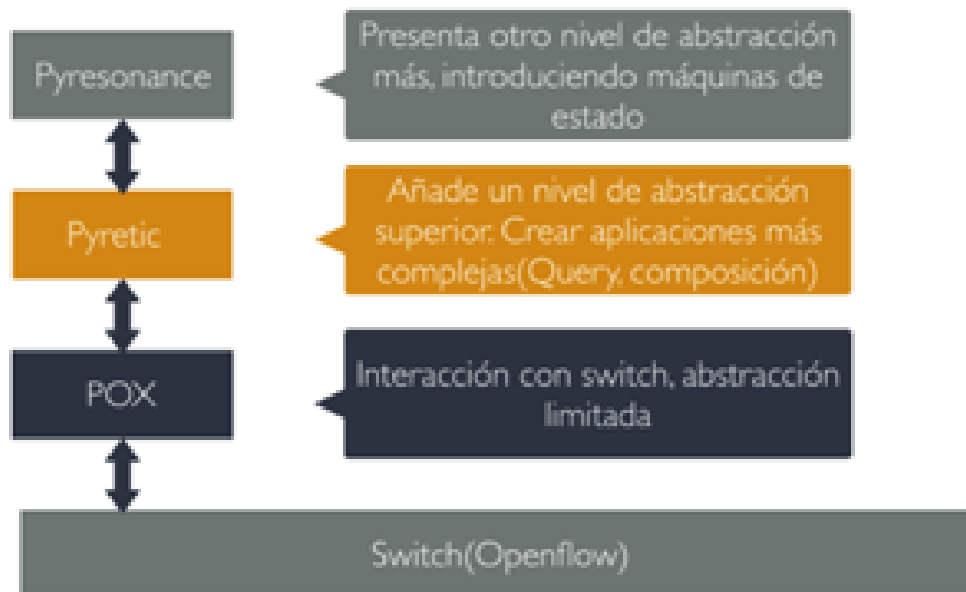 Pyresonance
Presenta otro nivel de abstracción
más, introduciendo máquinas de
estado
Pyretic
Añade un nivel de abstracción
superior. Crear aplicaciones más
complejas(Query, composición)
POX
Interacción con switch, abstracción
limitada
Switch(Openflow)